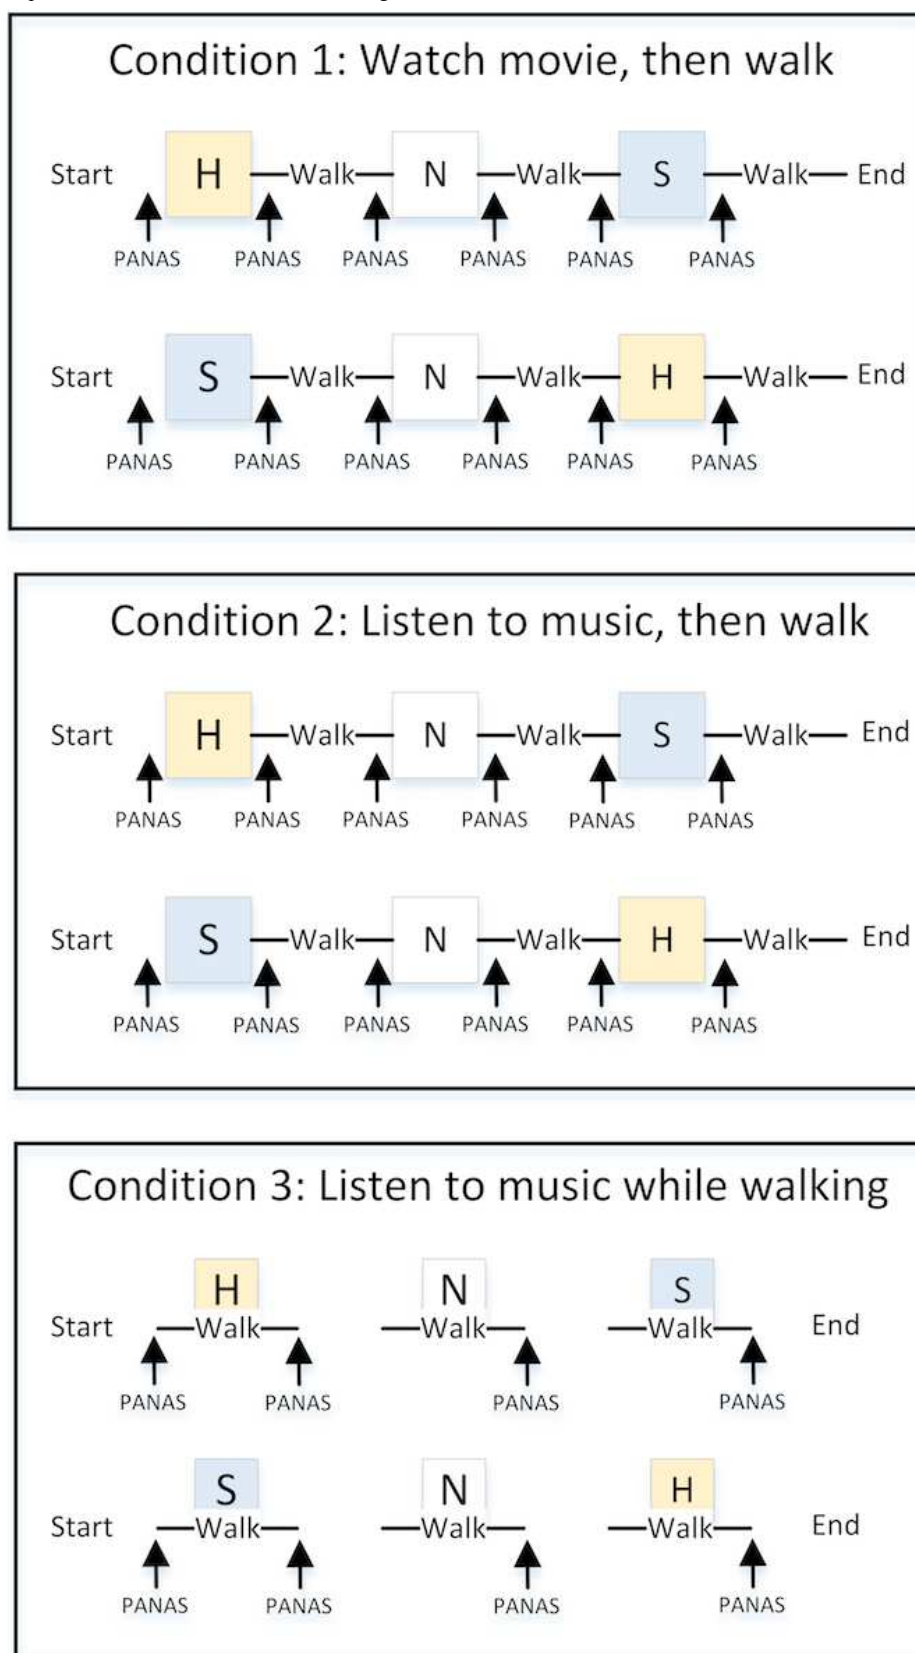 Condition 1: Watch movie, then walk
Start H Walk N Walk S Walk End
PANAS PANAS PANAS PANAS PANAS PANAS
Start S Walk N Walk H Walk End
PANAS PANAS PANAS PANAS PANAS PANAS
Condition 2: Listen to music, then walk
Start H Walk N Walk S Walk End
PANAS PANAS PANAS PANAS PANAS PANAS
Start S Walk N Walk H Walk End
PANAS PANAS PANAS PANAS PANAS PANAS
Condition 3: Listen to music while walking
H N S
Start Walk Walk Walk End
PANAS PANAS PANAS PANAS
S N H
Start Walk Walk Walk End
PANAS PANAS PANAS PANAS